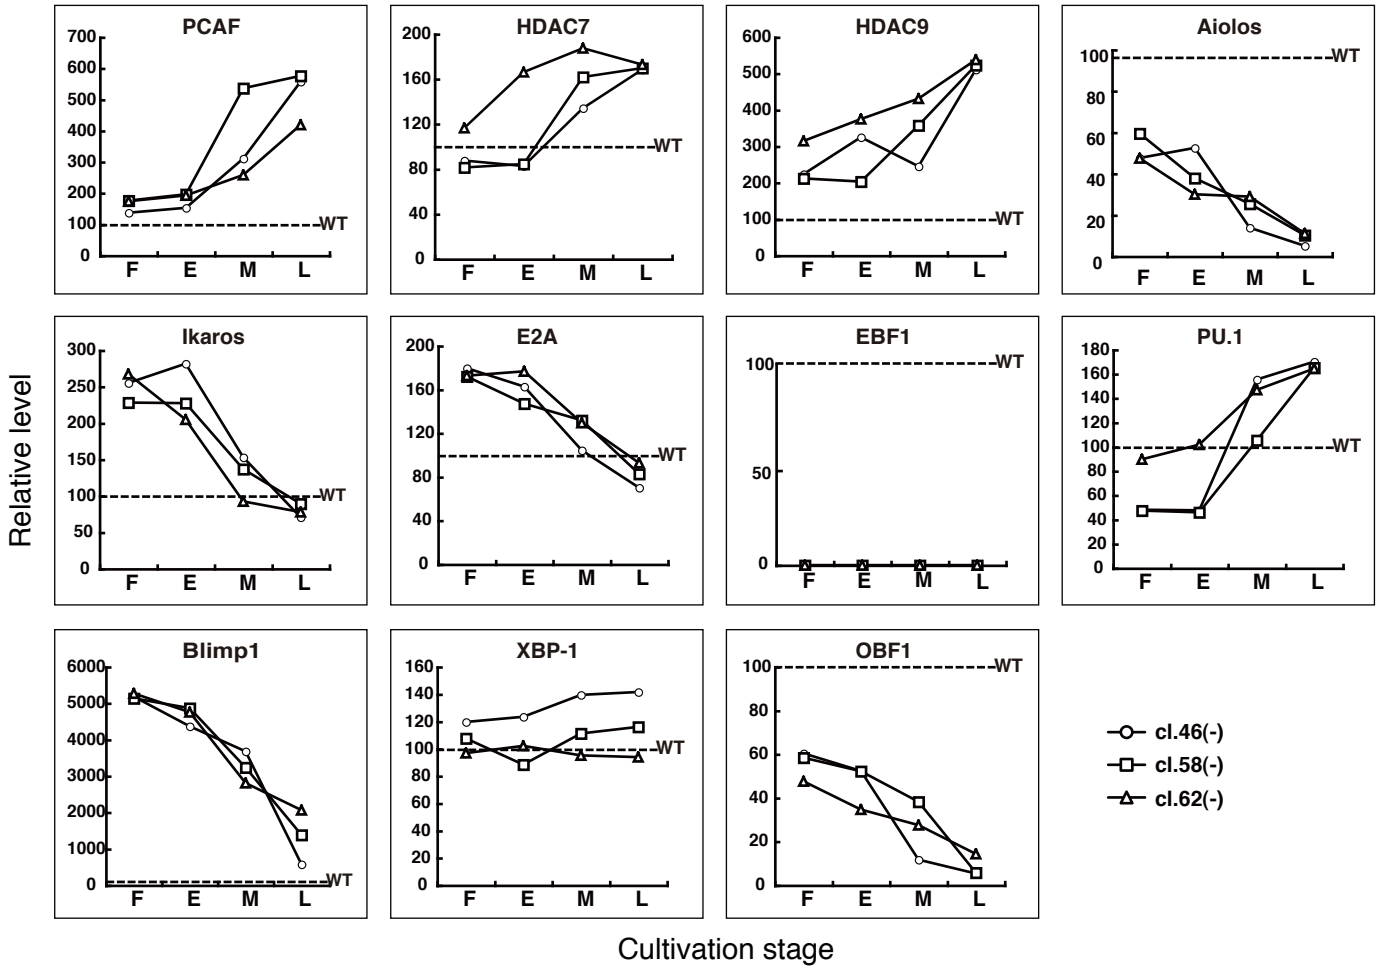 PCAF
700
600
500
400
300
200
100
0
WT
F E M L
HDAC7
200
160
120
80
40
0
WT
F E M L
HDAC9
600
500
400
300
200
100
0
WT
F E M L
Aiolos
100
80
60
40
20
0
WT
F E M L
Relative level
Ikaros
300
250
200
150
100
50
0
WT
F E M L
E2A
200
160
120
80
40
0
WT
F E M L
EBF1
100
50
0
WT
F E M L
PU.1
180
160
140
120
100
80
60
40
20
0
WT
F E M L
Blimp1
6000
5000
4000
3000
2000
1000
0
WT
F E M L
XBP-1
160
140
120
100
80
60
40
20
0
WT
F E M L
OBF1
100
80
60
40
20
0
WT
F E M L
cl.46(-)
cl.58(-)
cl.62(-)
Cultivation stage